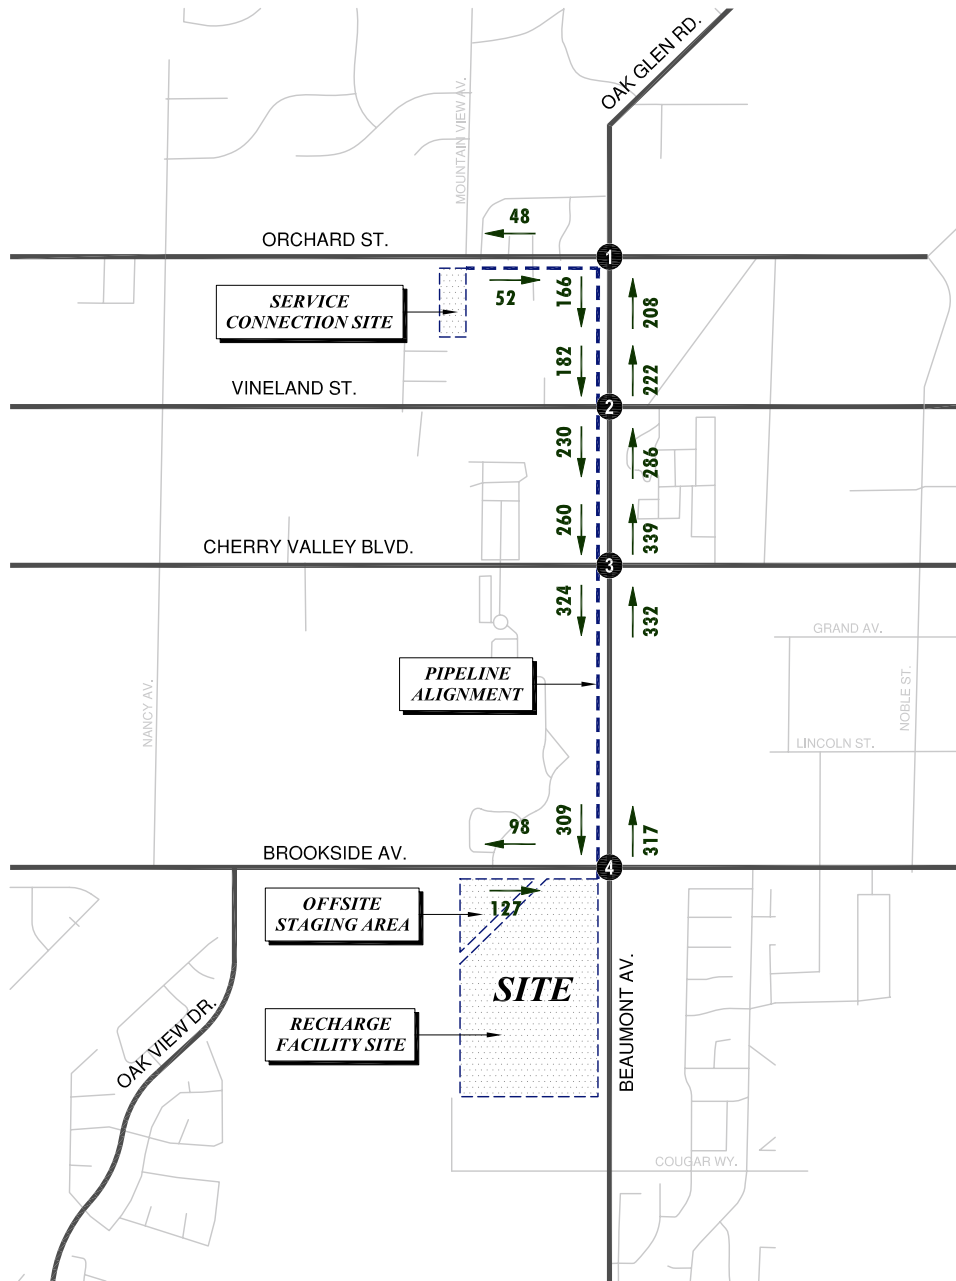 OAK GLEN RD.
MOUNTAIN VIEW AV.
48
ORCHARD ST.
1
52
166
208
SERVICE
CONNECTION SITE
182
222
VINELAND ST.
2
230
286
260
339
CHERRY VALLEY BLVD.
3
324
332
GRAND AV.
PIPELINE
ALIGNMENT
NANCY AV.
NOBLE ST.
LINCOLN ST.
98
309
317
BROOKSIDE AV.
4
127
OFFSITE
STAGING AREA
SITE
BEAUMONT AV.
RECHARGE
FACILITY SITE
OAK VIEW DR.
COUGAR WY.